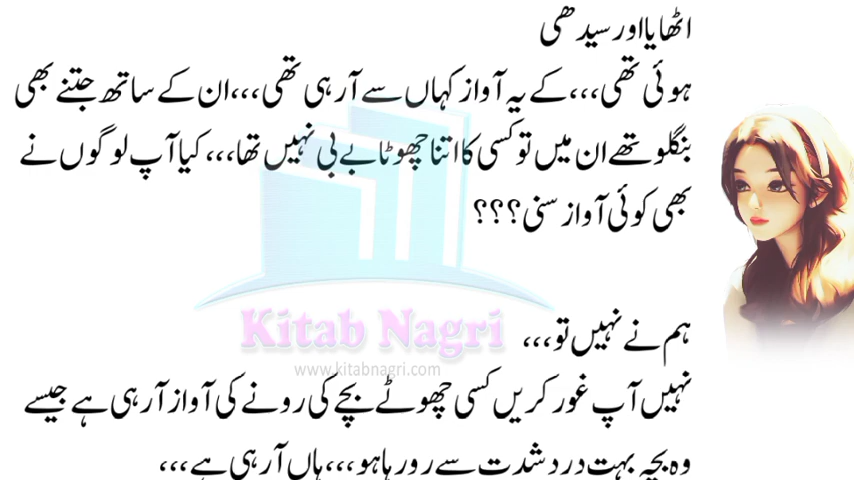 اٹھایا اور سیدھی
ہوئی تھی،،،کے یہ آواز کہاں سے آرہی تھی،،،ان کے ساتھ جتنے بھی
بنگلو تھے ان میں تو کسی کا اتنا چھوٹا بے بی نہیں تھا،،،کیا آپ لوگوں نے
بھی کوئی آواز سنی؟؟؟
ہم نے نہیں تو،،،
Kitab Nagri
www.kitabnagri.com
نہیں آپ غور کریں کسی چھوٹے بچے کی رونے کی آواز آرہی ہے جیسے
وہ بچہ بہت درد شدت سے رو رہا ہو،،،ہاں آرہی ہے،،،